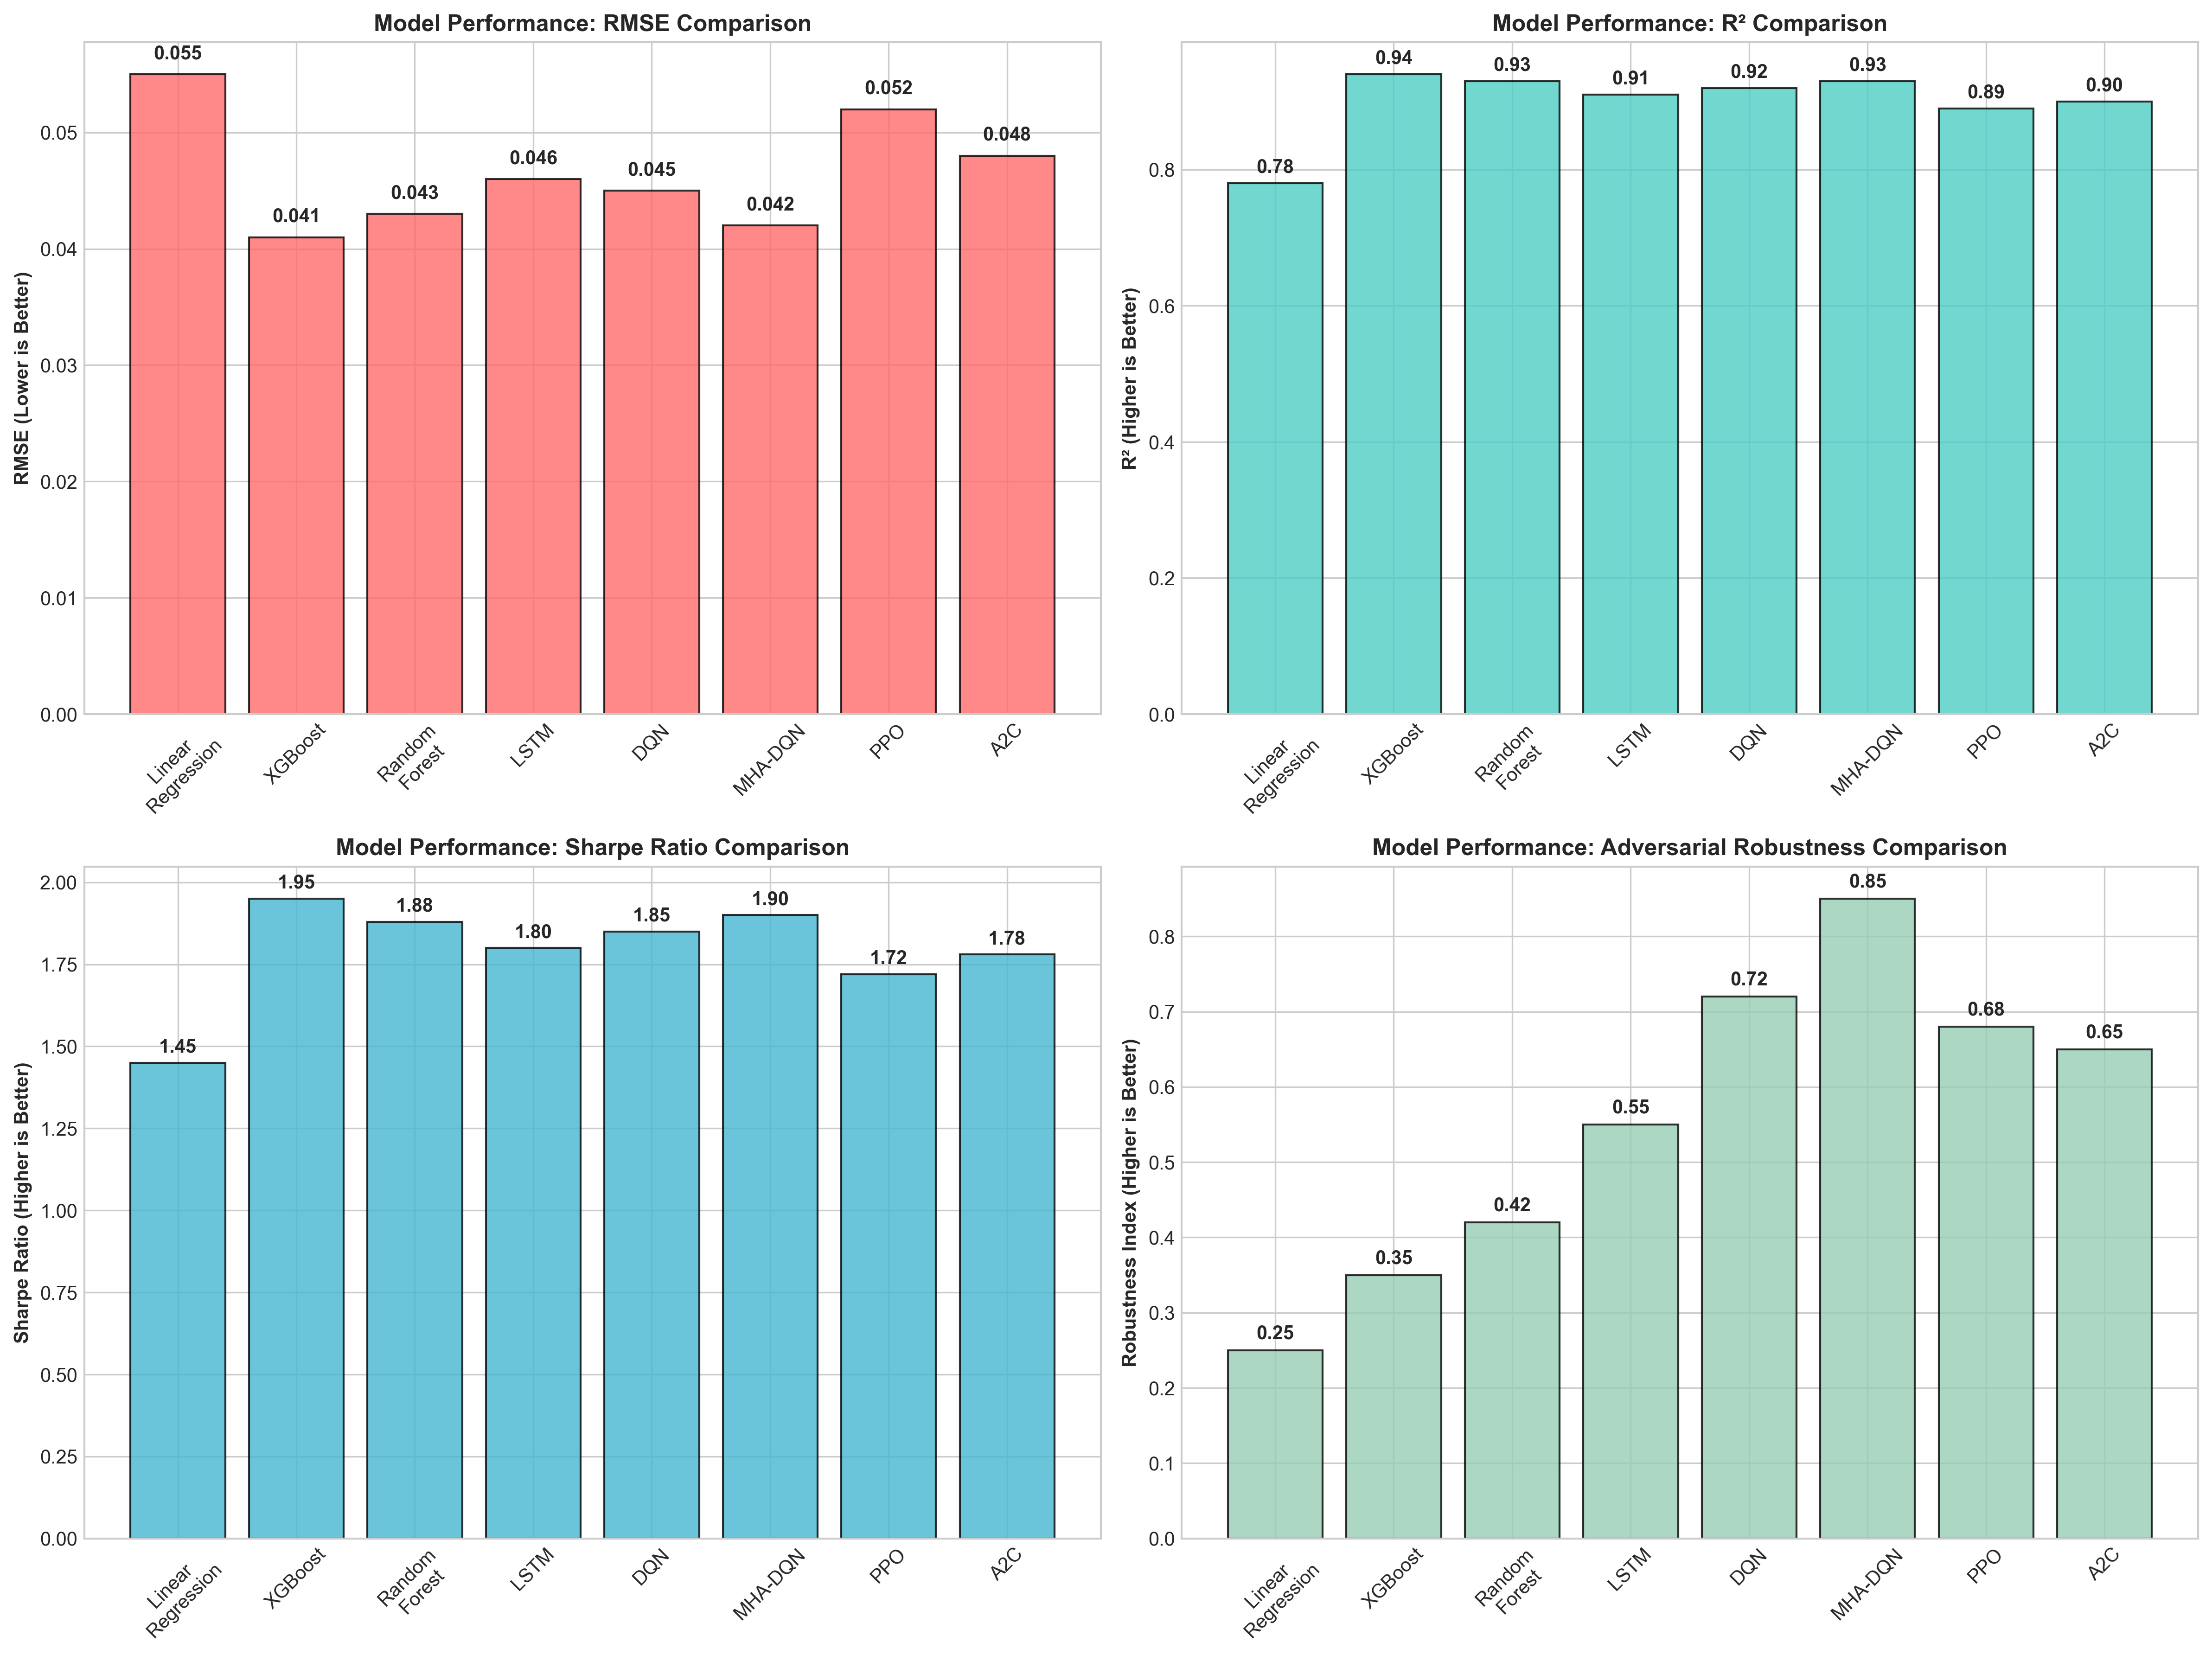 Model Performance: RMSE Comparison
RMSE (Lower is Better)
0.05
0.04
0.03
0.02
0.01
0.00
0.055
0.041
0.043
0.046
0.045
0.042
0.052
0.048
Linear
Regression
XGBoost
Random
Forest
LSTM
DQN
MHA-DQN
PPO
A2C
Model Performance: R² Comparison
R² (Higher is Better)
0.8
0.6
0.4
0.2
0.0
0.78
0.94
0.93
0.91
0.92
0.93
0.89
0.90
Linear
Regression
XGBoost
Random
Forest
LSTM
DQN
MHA-DQN
PPO
A2C
Model Performance: Sharpe Ratio Comparison
Sharpe Ratio (Higher is Better)
2.00
1.75
1.50
1.25
1.00
0.75
0.50
0.25
0.00
1.45
1.95
1.88
1.80
1.85
1.90
1.72
1.78
Linear
Regression
XGBoost
Random
Forest
LSTM
DQN
MHA-DQN
PPO
A2C
Model Performance: Adversarial Robustness Comparison
Robustness Index (Higher is Better)
0.8
0.7
0.6
0.5
0.4
0.3
0.2
0.1
0.0
0.25
0.35
0.42
0.55
0.72
0.85
0.68
0.65
Linear
Regression
XGBoost
Random
Forest
LSTM
DQN
MHA-DQN
PPO
A2C